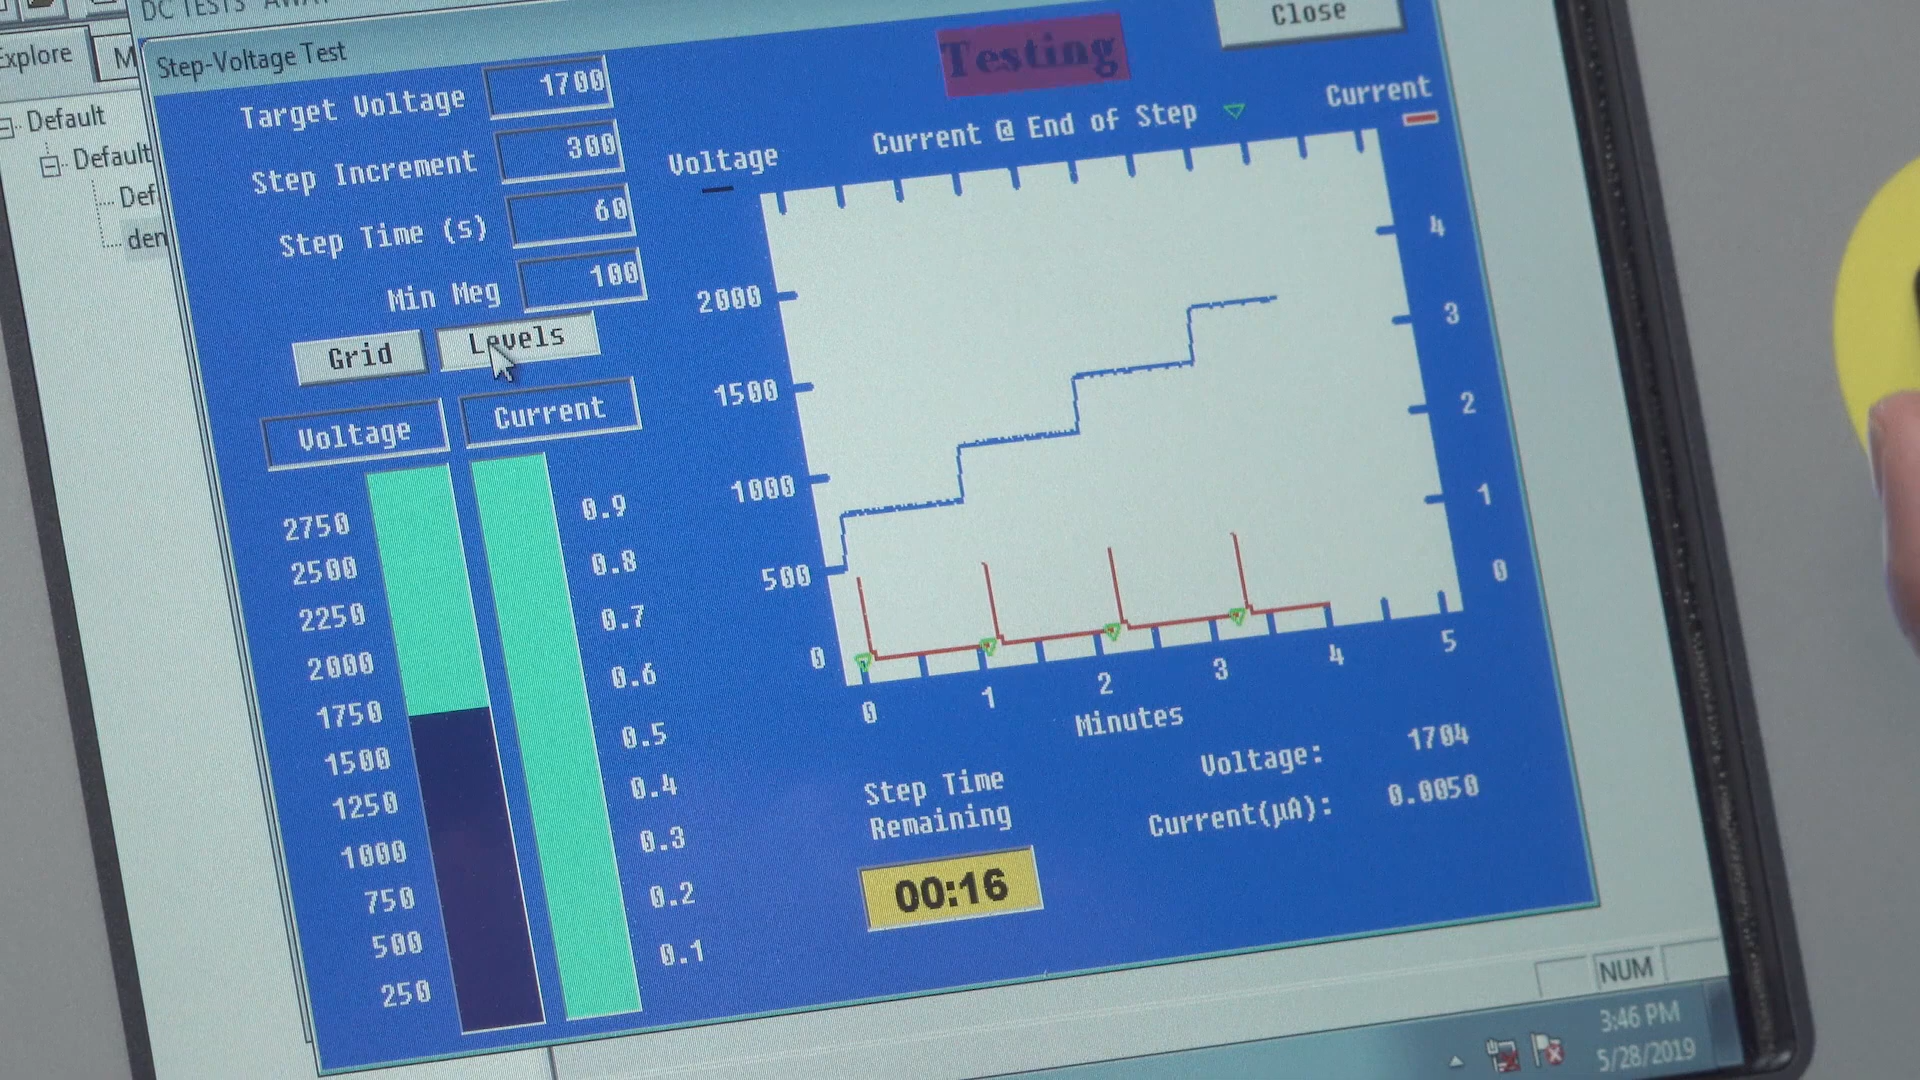 DC TESTS AWAY
Explore
M
Default
Default
Def
den
Step-Voltage Test
Testing
Close
Target Voltage 1700
Step Increment 300
Step Time (s) 60
Min Meg 100
Grid
Levels
Voltage
Current
2750
2500
2250
2000
1750
1500
1250
1000
750
500
250
0.9
0.8
0.7
0.6
0.5
0.4
0.3
0.2
0.1
Voltage
Current @ End of Step
Current
2000
1500
1000
500
0
4
3
2
1
0
0
1
2
3
4
5
Minutes
Step Time
Remaining
00:16
Voltage: 1704
Current(µA): 0.0050
NUM
3:46 PM
5/28/2019